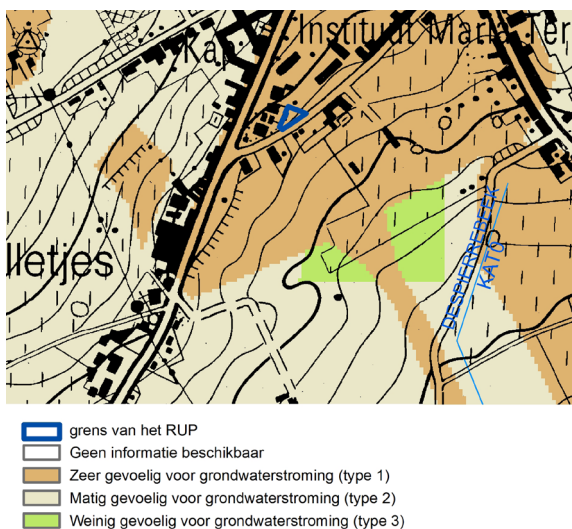 Instituut Maria Ter
Kap.
lletjes
DESPIERREBEEK
KATO
grens van het RUP
Geen informatie beschikbaar
Zeer gevoelig voor grondwaterstroming (type 1)
Matig gevoelig voor grondwaterstroming (type 2)
Weinig gevoelig voor grondwaterstroming (type 3)